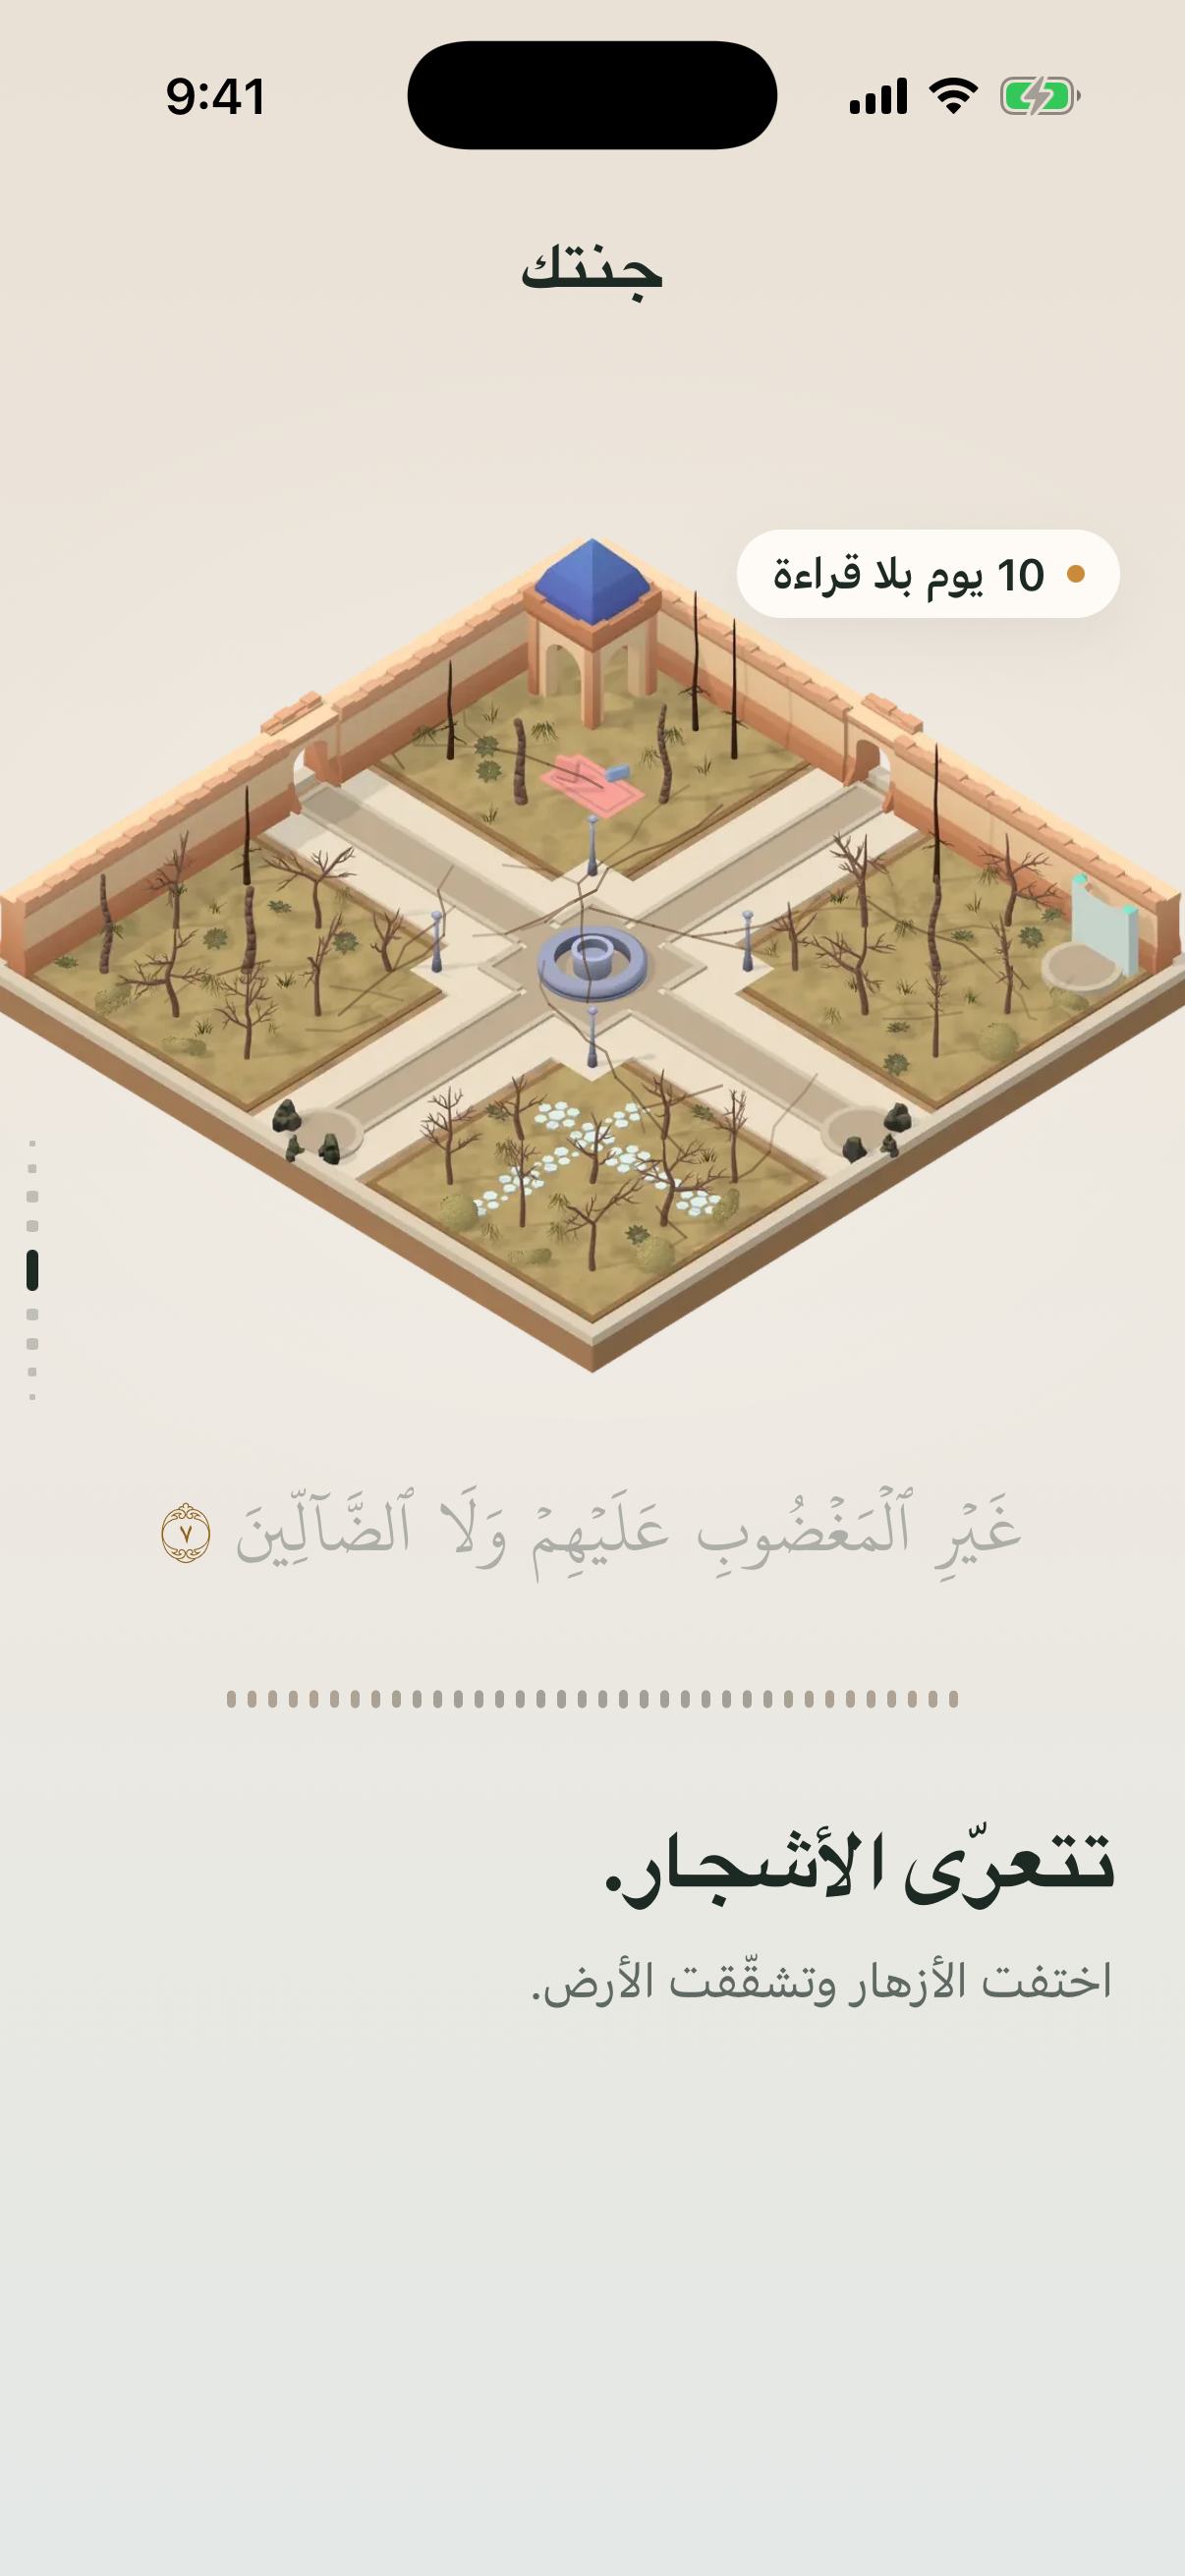 9:41
جنتك
10 يوم بلا قراءة
غَيْرِ ٱلْمَغْضُوبِ عَلَيْهِمْ وَلَا ٱلضَّآلِّينَ ٧
تتعرّى الأشجار.
اختفت الأزهار وتشقّقت الأرض.